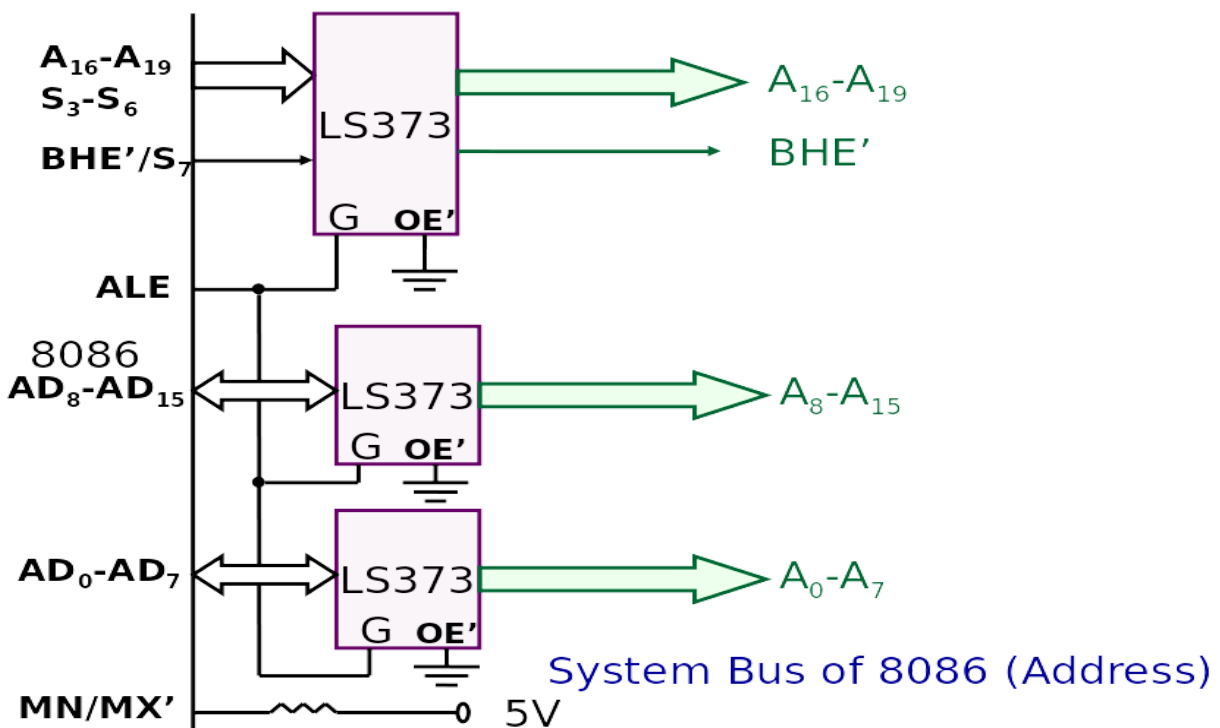 A₁₆-A₁₉
S₃-S₆
BHE’/S₇
LS373
G OE’
A₁₆-A₁₉
BHE’
ALE
8086
AD₈-AD₁₅
LS373
G OE’
A₈-A₁₅
AD₀-AD₇
LS373
G OE’
A₀-A₇
System Bus of 8086 (Address)
MN/MX’
5V